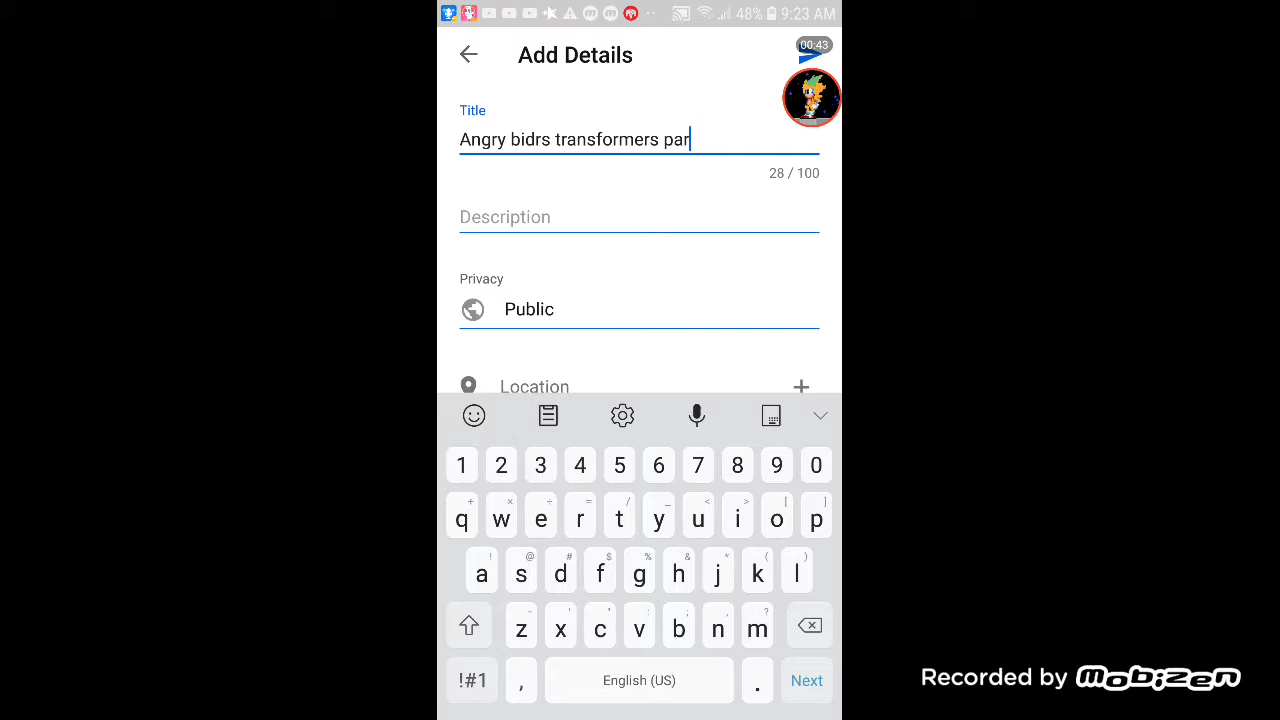 48% 9:23 AM
Add Details
00:43
Title
Angry bidrs transformers par
28 / 100
Description
Privacy
Public
Location
1 2 3 4 5 6 7 8 9 0
+ × ÷ = / _ < > [ ]
q w e r t y u i o p
! @ # $ % & * ( )
a s d f g h j k l
- ' " : ; , ?
z x c v b n m
!#1 , English (US) . Next
Recorded by mobizen